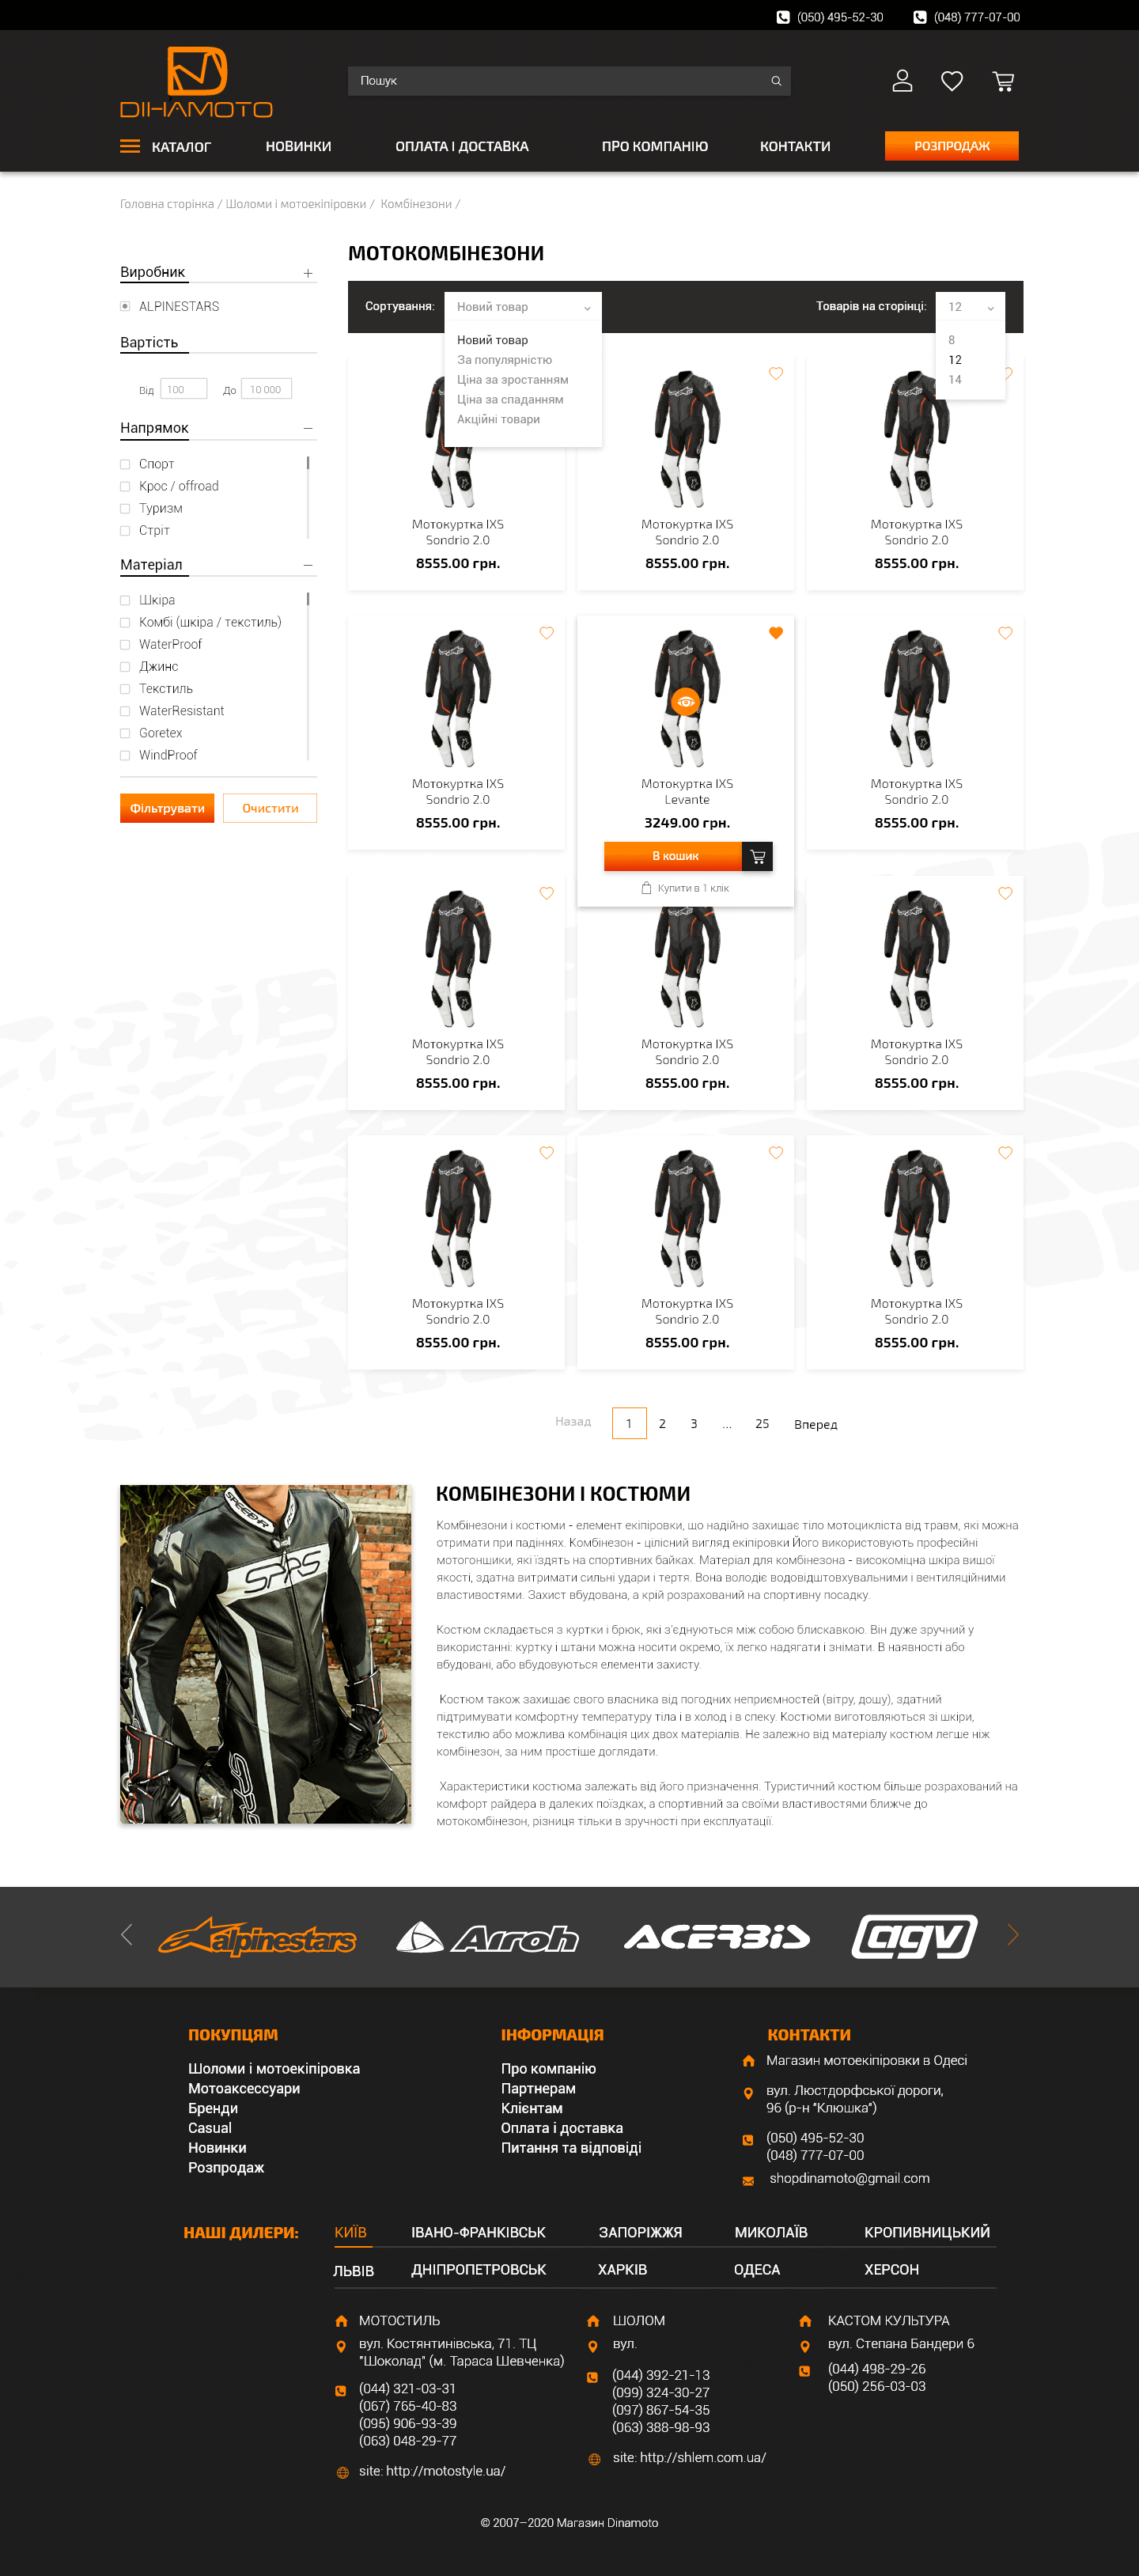 (050) 495-52-30 (048) 777-07-00
DIНAMOTO
Пошук
КАТАЛОГ НОВИНКИ ОПЛАТА І ДОСТАВКА ПРО КОМПАНІЮ КОНТАКТИ РОЗПРОДАЖ
Головна сторінка / Шоломи і мотоекіпіровки / Комбінезони /
МОТОКОМБІНЕЗОНИ
Виробник
ALPINESTARS
Вартість
Від 100 До 10 000
Напрямок
Спорт
Крос / offroad
Туризм
Стріт
Матеріал
Шкіра
Комбі (шкіра / текстиль)
WaterProof
Джинс
Текстиль
WaterResistant
Goretex
WindProof
Фільтрувати Очистити
Сортування: Новий товар
Новий товар
За популярністю
Ціна за зростанням
Ціна за спаданням
Акційні товари
Товарів на сторінці: 12
8
12
14
Мотокуртка IXS
Sondrio 2.0
8555.00 грн.
Мотокуртка IXS
Sondrio 2.0
8555.00 грн.
Мотокуртка IXS
Sondrio 2.0
8555.00 грн.
Мотокуртка IXS
Sondrio 2.0
8555.00 грн.
Мотокуртка IXS
Levante
3249.00 грн.
В кошик
Купити в 1 клік
Мотокуртка IXS
Sondrio 2.0
8555.00 грн.
Мотокуртка IXS
Sondrio 2.0
8555.00 грн.
Мотокуртка IXS
Sondrio 2.0
8555.00 грн.
Мотокуртка IXS
Sondrio 2.0
8555.00 грн.
Мотокуртка IXS
Sondrio 2.0
8555.00 грн.
Мотокуртка IXS
Sondrio 2.0
8555.00 грн.
Мотокуртка IXS
Sondrio 2.0
8555.00 грн.
Назад 1 2 3 ... 25 Вперед
SPEED-R
SPS
КОМБІНЕЗОНИ І КОСТЮМИ
Комбінезони і костюми - елемент екіпіровки, що надійно захищає тіло мотоцикліста від травм, які можна
отримати при падіннях. Комбінезон - цілісний вигляд екіпіровки Його використовують професійні
мотогонщики, які їздять на спортивних байках. Матеріал для комбінезона - високоміцна шкіра вищої
якості, здатна витримати сильні удари і тертя. Вона володіє водовідштовхувальними і вентиляційними
властивостями. Захист вбудована, а крій розрахований на спортивну посадку.
Костюм складається з куртки і брюк, які з'єднуються між собою блискавкою. Він дуже зручний у
використанні: куртку і штани можна носити окремо, їх легко надягати і знімати. В наявності або
вбудовані, або вбудовуються елементи захисту.
Костюм також захищає свого власника від погодних неприємностей (вітру, дощу), здатний
підтримувати комфортну температуру тіла і в холод і в спеку. Костюми виготовляються зі шкіри,
текстилю або можлива комбінація цих двох матеріалів. Не залежно від матеріалу костюм легше ніж
комбінезон, за ним простіше доглядати.
Характеристики костюма залежать від його призначення. Туристичний костюм більше розрахований на
комфорт райдера в далеких поїздках, а спортивний за своїми властивостями ближче до
мотокомбінезон, різниця тільки в зручності при експлуатації.
alpinestars AIROH ACERBIS agv
ПОКУПЦЯМ
Шоломи і мотоекіпіровка
Мотоаксессуари
Бренди
Casual
Новинки
Розпродаж
ІНФОРМАЦІЯ
Про компанію
Партнерам
Клієнтам
Оплата і доставка
Питання та відповіді
КОНТАКТИ
Магазин мотоекіпіровки в Одесі
вул. Люстдорфської дороги,
96 (р-н "Клюшка")
(050) 495-52-30
(048) 777-07-00
shopdinamoto@gmail.com
НАШІ ДИЛЕРИ: КИЇВ ІВАНО-ФРАНКІВСЬК ЗАПОРІЖЖЯ МИКОЛАЇВ КРОПИВНИЦЬКИЙ
ЛЬВІВ ДНІПРОПЕТРОВСЬК ХАРКІВ ОДЕСА ХЕРСОН
МОТОСТИЛЬ
вул. Костянтинівська, 71. ТЦ
"Шоколад" (м. Тараса Шевченка)
(044) 321-03-31
(067) 765-40-83
(095) 906-93-39
(063) 048-29-77
site: http://motostyle.ua/
ШОЛОМ
вул.
(044) 392-21-13
(099) 324-30-27
(097) 867-54-35
(063) 388-98-93
site: http://shlem.com.ua/
КАСТОМ КУЛЬТУРА
вул. Степана Бандери 6
(044) 498-29-26
(050) 256-03-03
© 2007–2020 Магазин Dinamoto